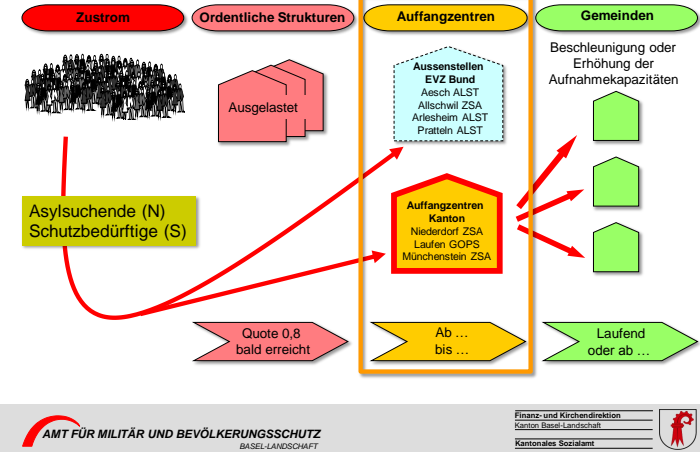 Zustrom
Ordentliche Strukturen
Auffangzentren
Gemeinden
Ausgelastet
Aussenstellen
EVZ Bund
Aesch ALST
Allschwil ZSA
Arlesheim ALST
Pratteln ALST
Beschleunigung oder
Erhöhung der
Aufnahmekapazitäten
Asylsuchende (N)
Schutzbedürftige (S)
Auffangzentren
Kanton
Niederdorf ZSA
Laufen GOPS
Münchenstein ZSA
Quote 0,8
bald erreicht
Ab …
bis …
Laufend
oder ab …
AMT FÜR MILITÄR UND BEVÖLKERUNGSSCHUTZ
BASEL-LANDSCHAFT
Finanz- und Kirchendirektion
Kanton Basel-Landschaft
Kantonales Sozialamt